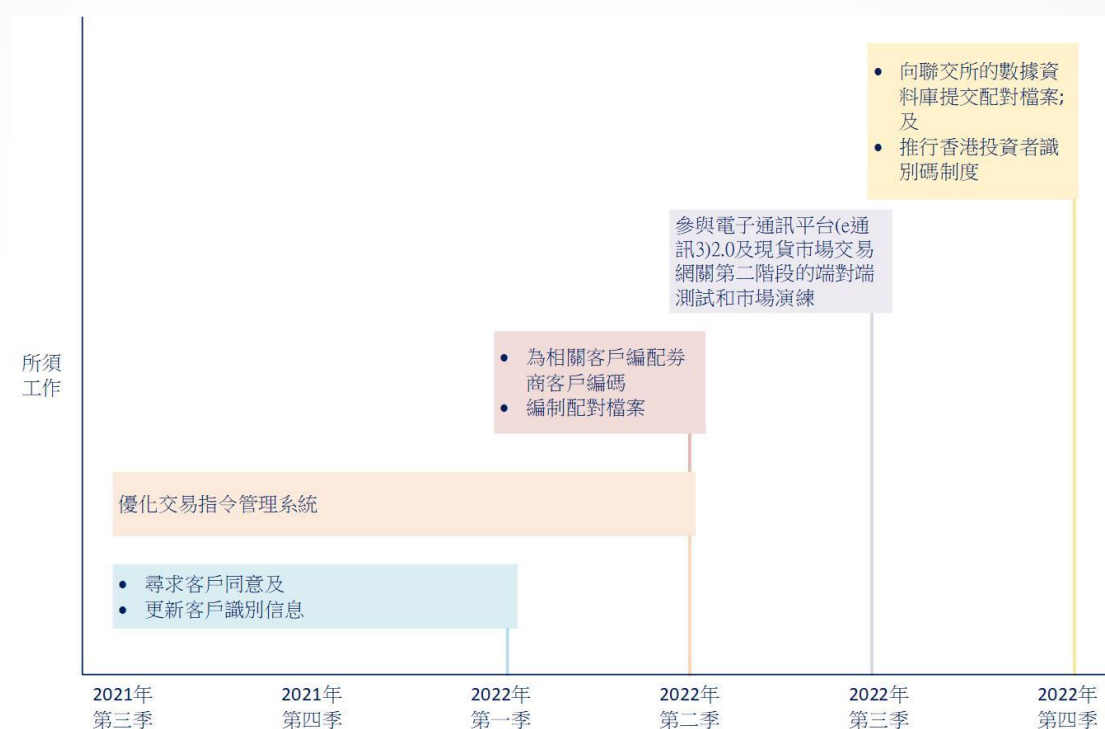 向聯交所的數據資
料庫提交配對檔案;
及
推行香港投資者識
別碼制度
參與電子通訊平台(e通
訊3)2.0及現貨市場交易
網關第二階段的端對端
測試和市場演練
所須
工作
為相關客戶編配券
商客戶編碼
編制配對檔案
優化交易指令管理系統
尋求客戶同意及
更新客戶識別信息
2021年
第三季
2021年
第四季
2022年
第一季
2022年
第二季
2022年
第三季
2022年
第四季